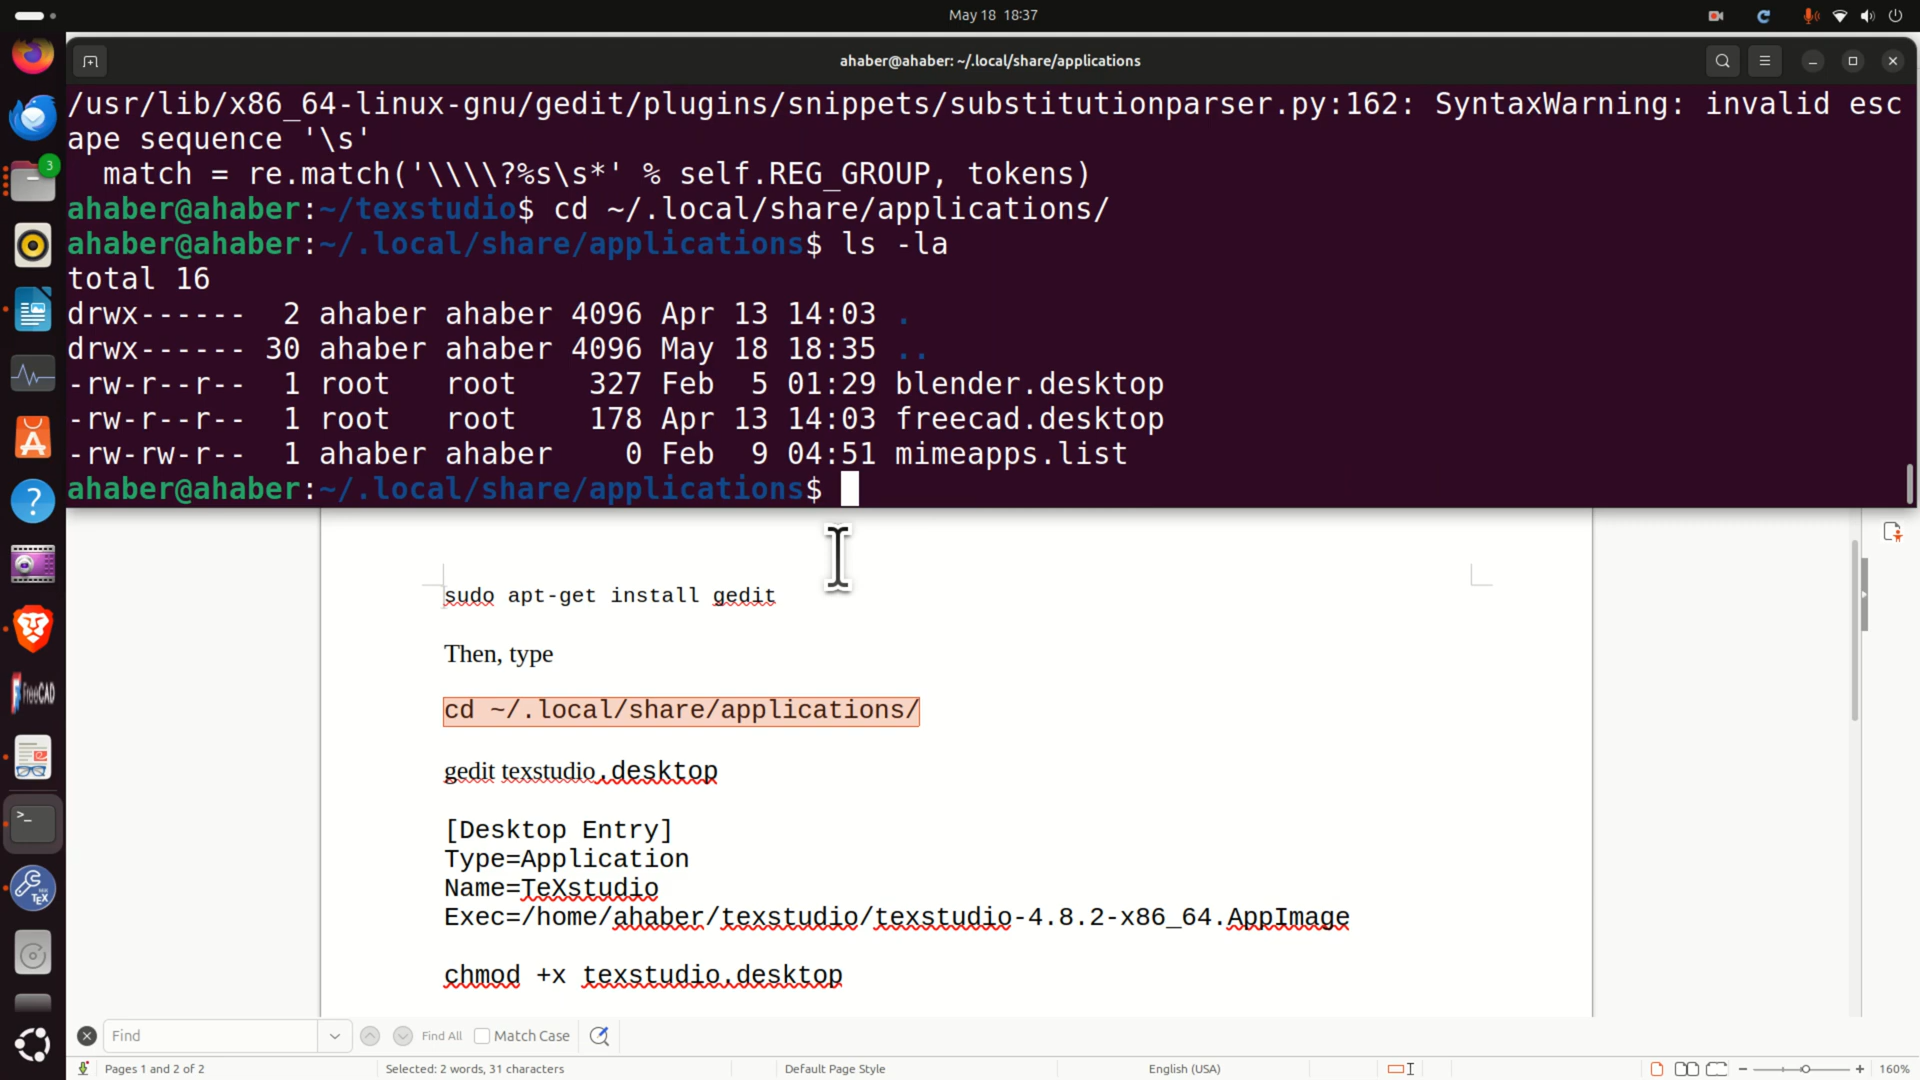 May 18 18:37
ahaber@ahaber: ~/.local/share/applications
/usr/lib/x86_64-linux-gnu/gedit/plugins/snippets/substitutionparser.py:162: SyntaxWarning: invalid esc
ape sequence '\s'
match = re.match('\\\\?%s\s*' % self.REG_GROUP, tokens)
ahaber@ahaber:~/texstudio$ cd ~/.local/share/applications/
ahaber@ahaber:~/.local/share/applications$ ls -la
total 16
drwx------ 2 ahaber ahaber 4096 Apr 13 14:03 .
drwx------ 30 ahaber ahaber 4096 May 18 18:35 ..
-rw-r--r-- 1 root root 327 Feb 5 01:29 blender.desktop
-rw-r--r-- 1 root root 178 Apr 13 14:03 freecad.desktop
-rw-rw-r-- 1 ahaber ahaber 0 Feb 9 04:51 mimeapps.list
ahaber@ahaber:~/.local/share/applications$
3
FreeCAD
TEX
sudo apt-get install gedit
Then, type
cd ~/.local/share/applications/
gedit texstudio.desktop
[Desktop Entry]
Type=Application
Name=TeXstudio
Exec=/home/ahaber/texstudio/texstudio-4.8.2-x86_64.AppImage
chmod +x texstudio.desktop
Find
Find All
Match Case
Pages 1 and 2 of 2
Selected: 2 words, 31 characters
Default Page Style
English (USA)
160%